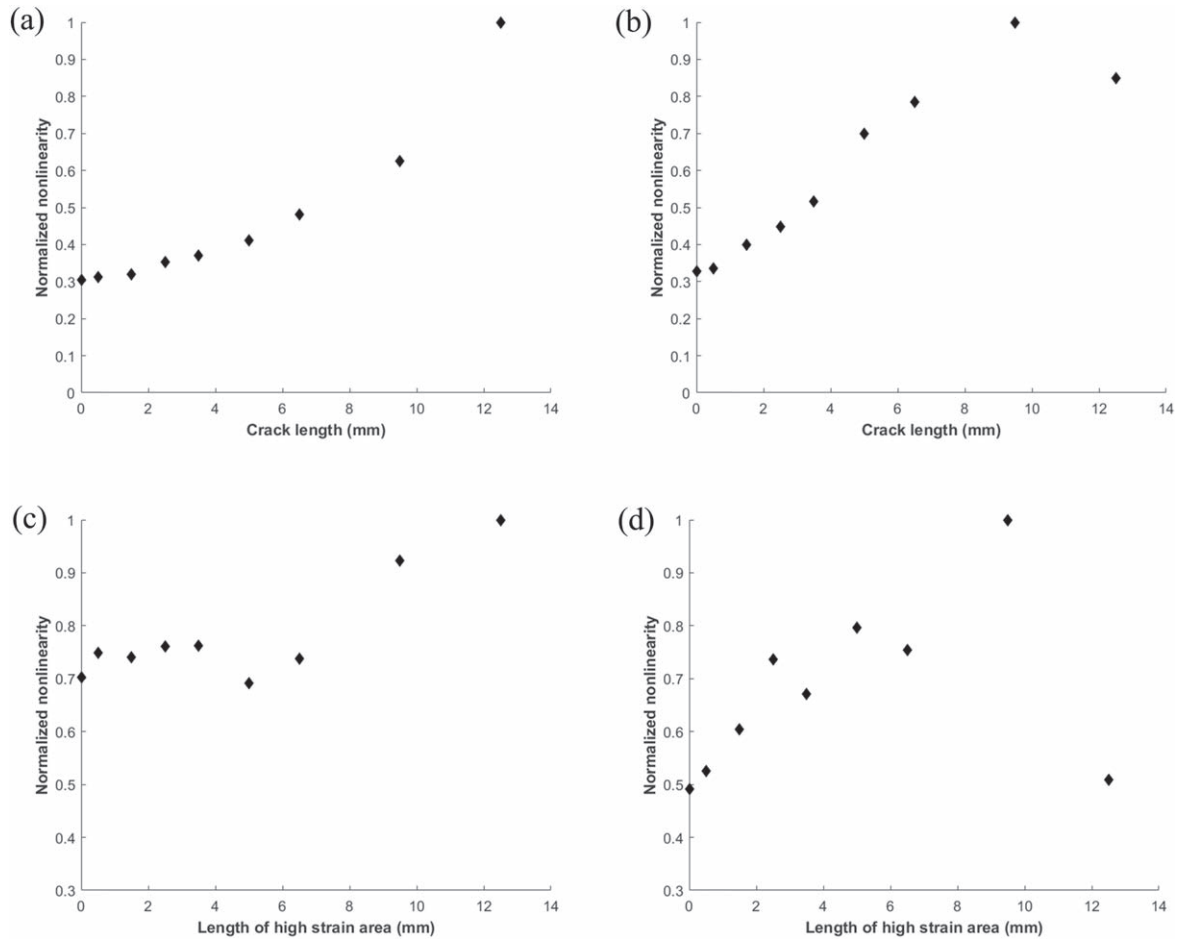 (a)
1
0.9
0.8
0.7
0.6
0.5
0.4
0.3
0.2
0.1
0
Normalized nonlinearity
0 2 4 6 8 10 12 14
Crack length (mm)
(b)
1
0.9
0.8
0.7
0.6
0.5
0.4
0.3
0.2
0.1
0
Normalized nonlinearity
0 2 4 6 8 10 12 14
Crack length (mm)
(c)
1
0.9
0.8
0.7
0.6
0.5
0.4
0.3
Normalized nonlinearity
0 2 4 6 8 10 12 14
Length of high strain area (mm)
(d)
1
0.9
0.8
0.7
0.6
0.5
0.4
0.3
Normalized nonlinearity
0 2 4 6 8 10 12 14
Length of high strain area (mm)